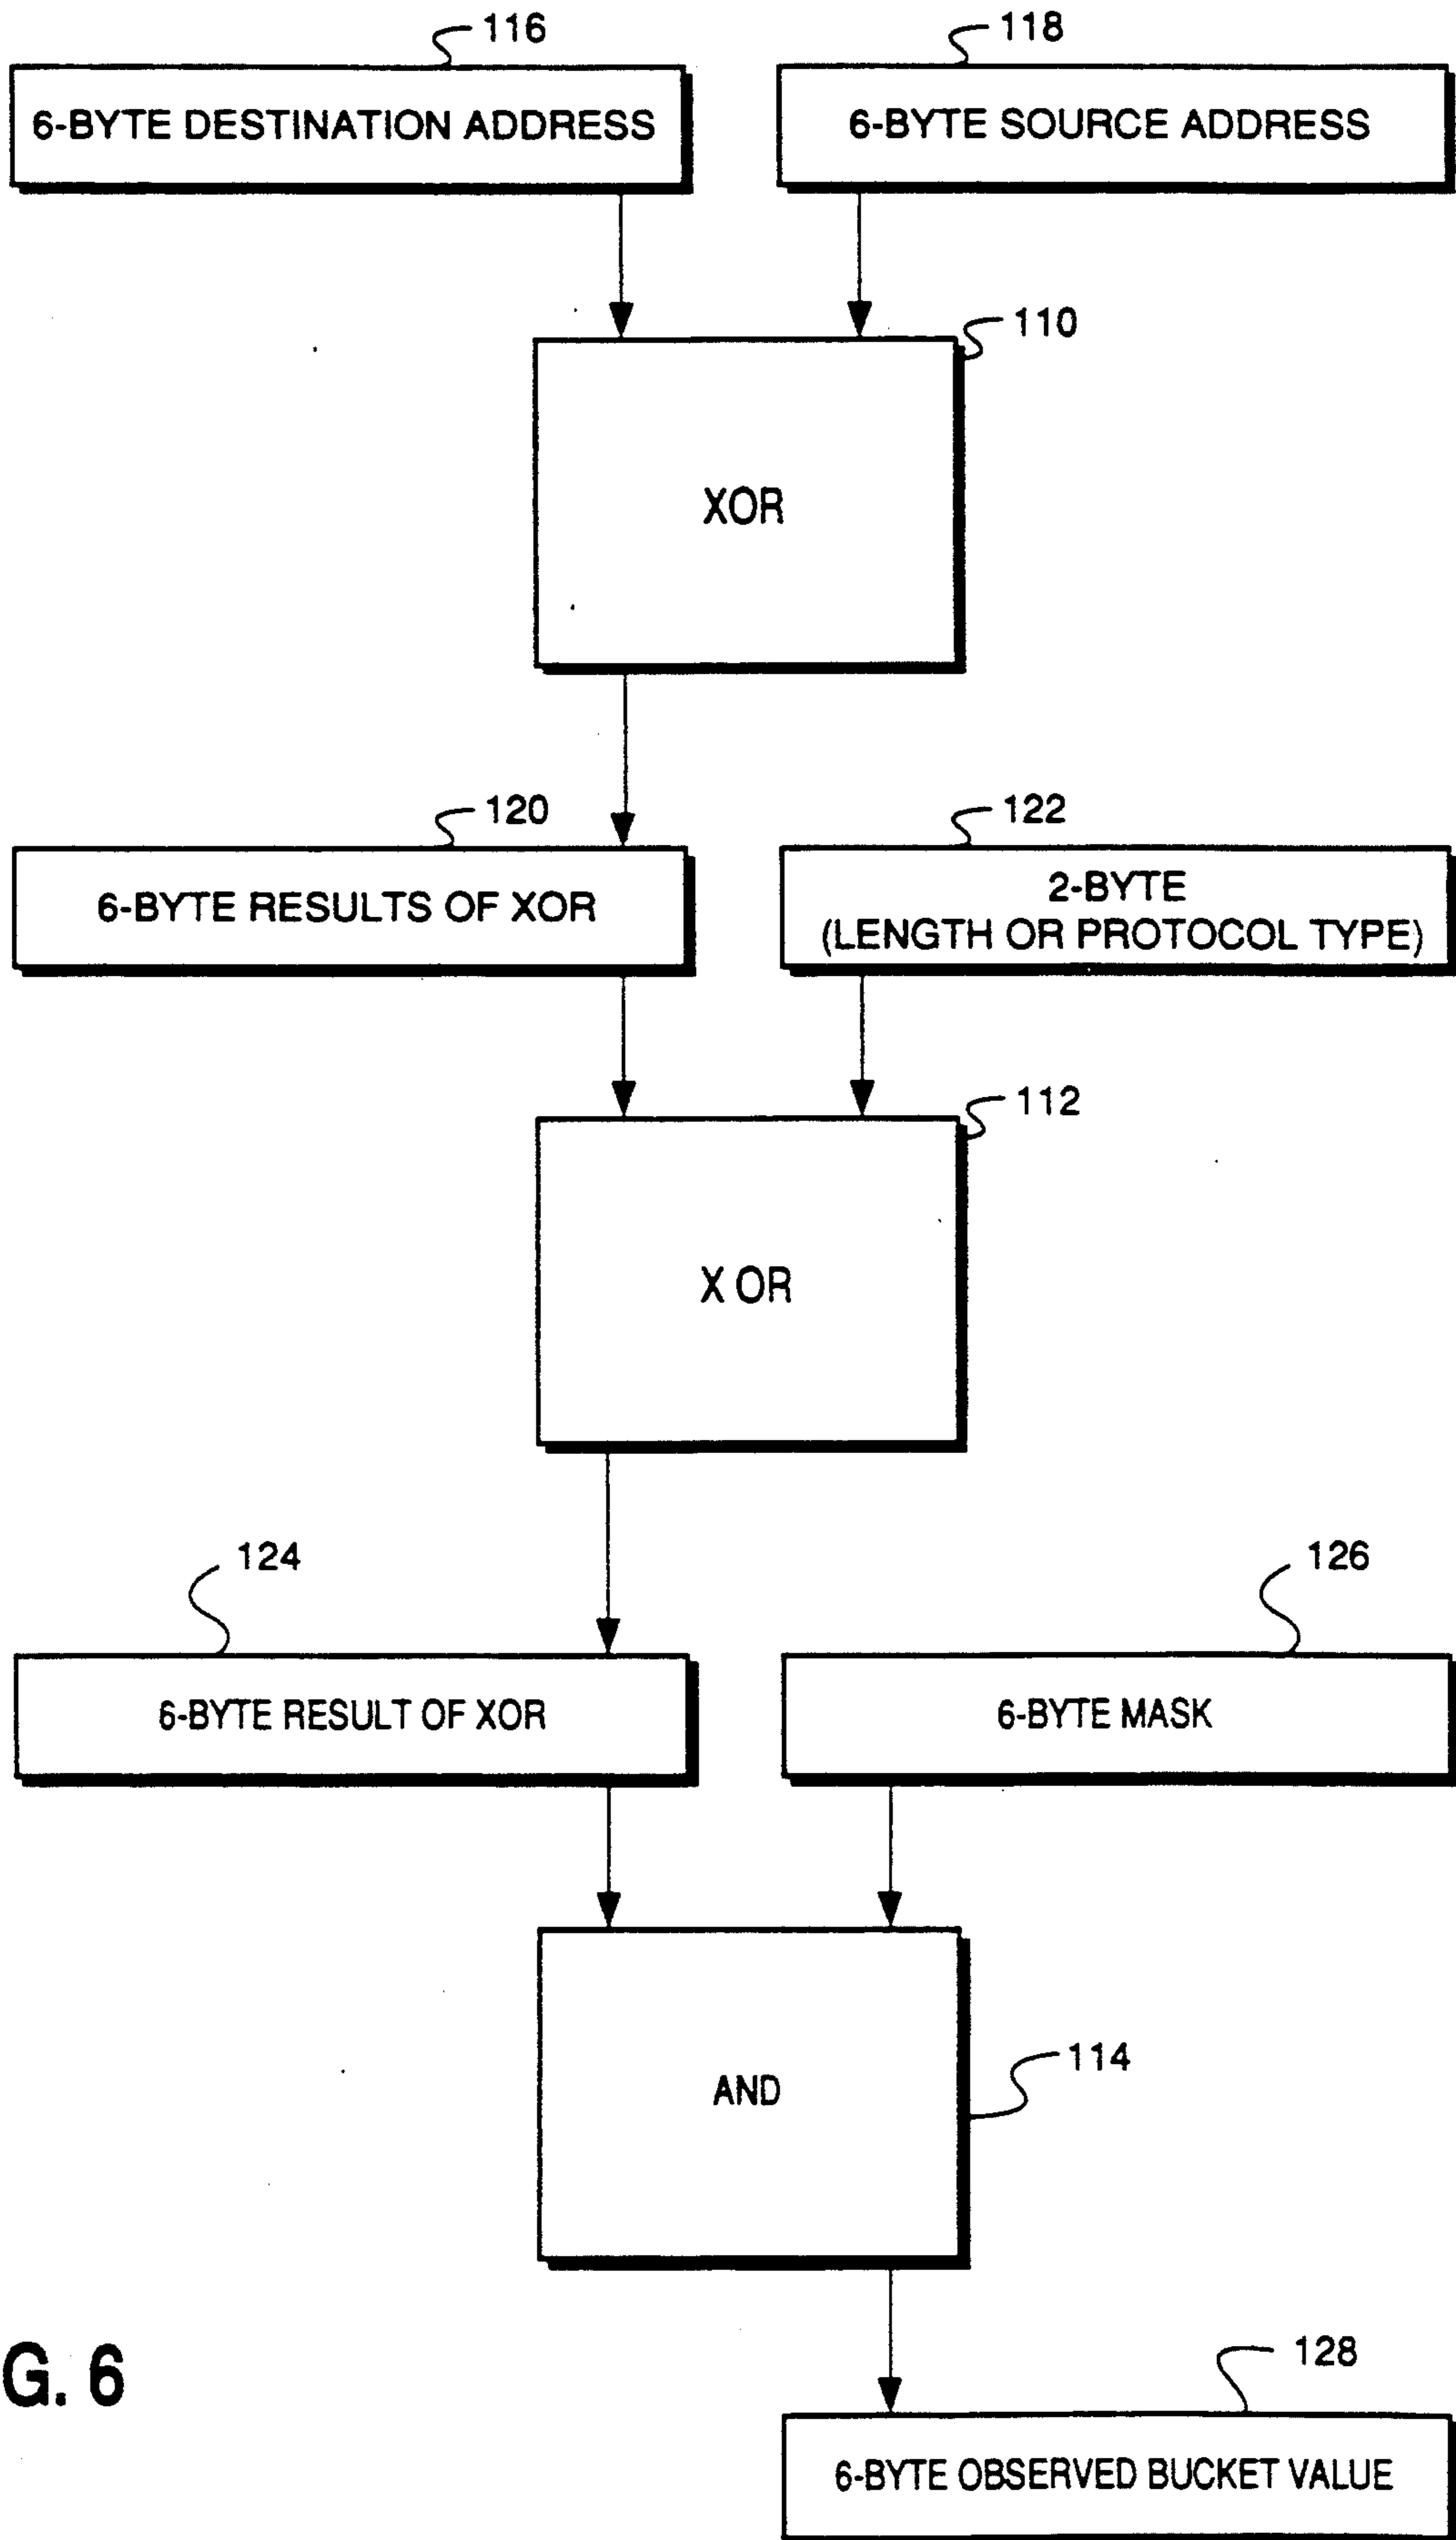 116
118
6-BYTE DESTINATION ADDRESS
6-BYTE SOURCE ADDRESS
110
XOR
120
122
6-BYTE RESULTS OF XOR
2-BYTE
(LENGTH OR PROTOCOL TYPE)
112
X OR
124
126
6-BYTE RESULT OF XOR
6-BYTE MASK
AND
114
G. 6
128
6-BYTE OBSERVED BUCKET VALUE